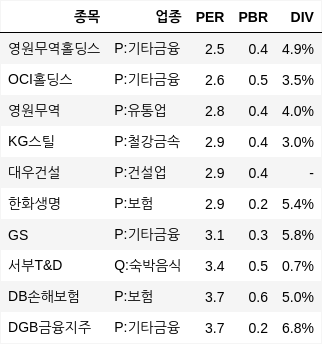 종목 업종 PER PBR DIV
영원무역홀딩스 P:기타금융 2.5 0.4 4.9%
OCI홀딩스 P:기타금융 2.6 0.5 3.5%
영원무역 P:유통업 2.8 0.4 4.0%
KG스틸 P:철강금속 2.9 0.4 3.0%
대우건설 P:건설업 2.9 0.4 -
한화생명 P:보험 2.9 0.2 5.4%
GS P:기타금융 3.1 0.3 5.8%
서부T&D Q:숙박음식 3.4 0.5 0.7%
DB손해보험 P:보험 3.7 0.6 5.0%
DGB금융지주 P:기타금융 3.7 0.2 6.8%